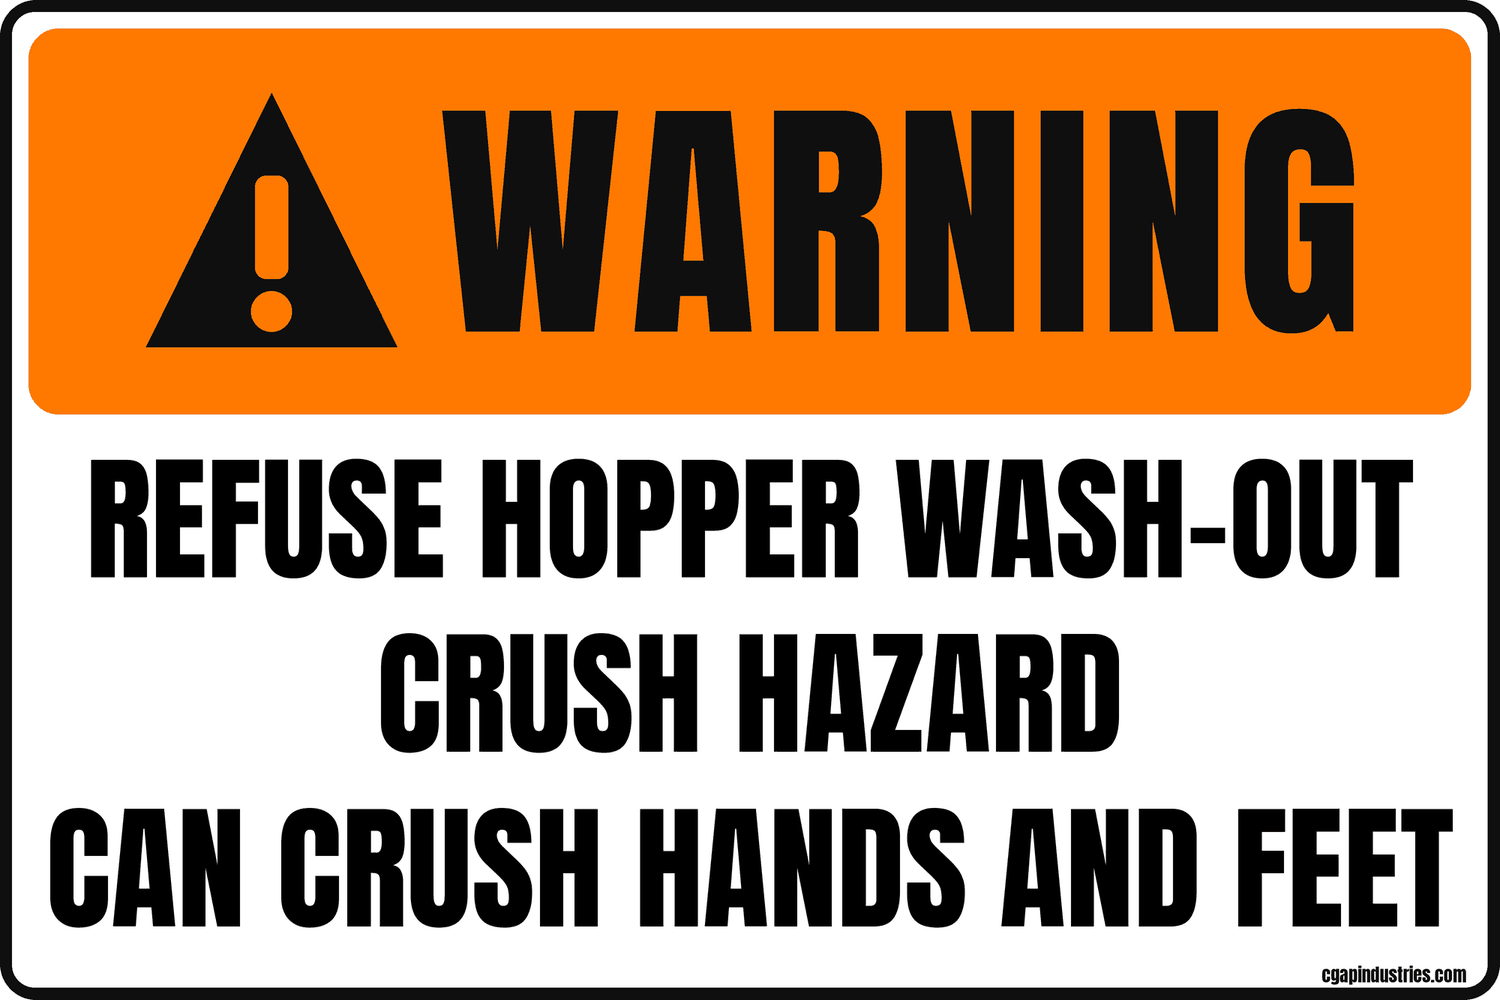 WARNING
REFUSE HOPPER WASH-OUT
CRUSH HAZARD
CAN CRUSH HANDS AND FEET
cgapindustries.com